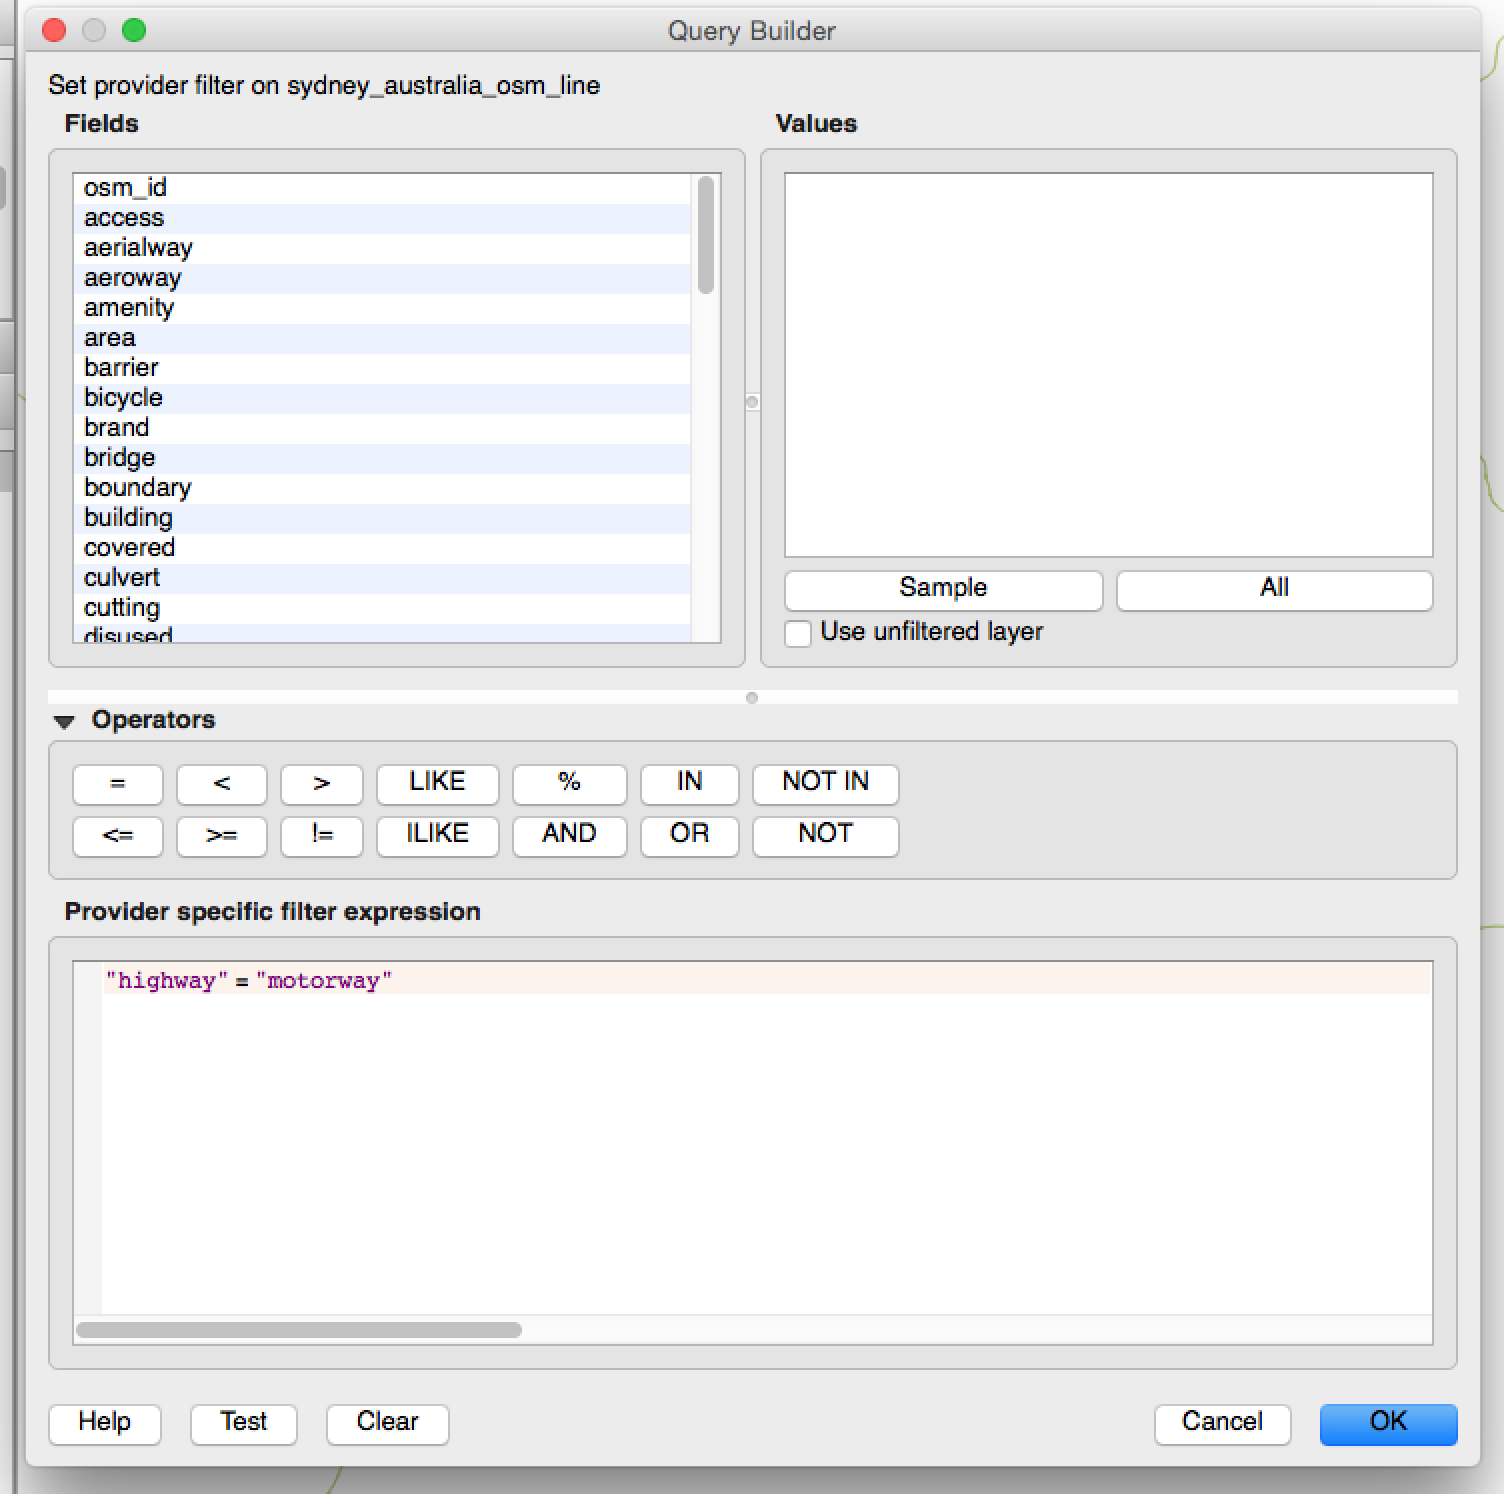 Query Builder
Set provider filter on sydney_australia_osm_line
Fields
Values
osm_id
access
aerialway
aeroway
amenity
area
barrier
bicycle
brand
bridge
boundary
building
covered
culvert
cutting
disused
Sample
All
Use unfiltered layer
Operators
= < > LIKE % IN NOT IN
<= >= != ILIKE AND OR NOT
Provider specific filter expression
"highway" = "motorway"
Help Test Clear Cancel OK